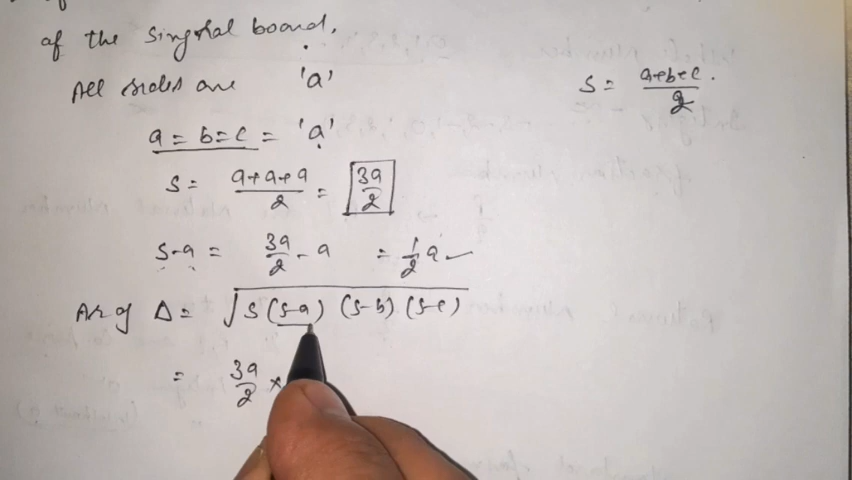 of the signal board.
All sides are 'a'
S = a+b+c / 2
a = b = c = 'a'
S = a+a+a / 2 = 3a / 2
S-a = 3a / 2 - a = 1 / 2 a
Ar of Δ = √S(S-a) (S-b) (S-c)
= 3a / 2 ×